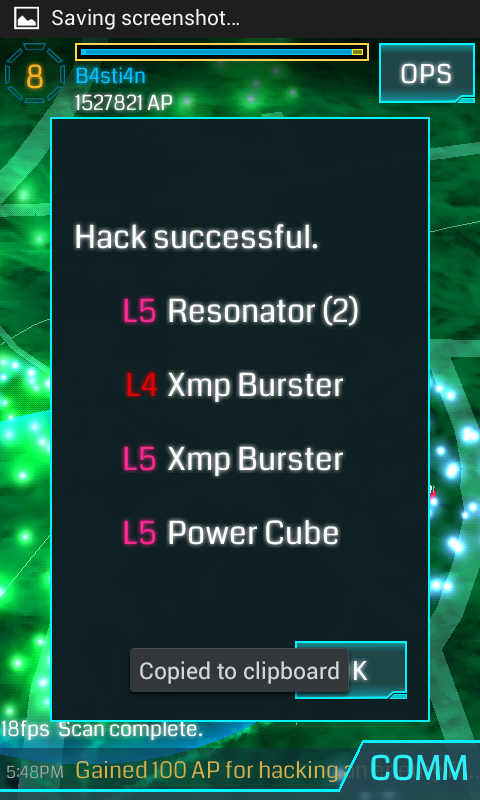 Saving screenshot...
8
B4sti4n
1527821 AP
OPS
Hack successful.
L5 Resonator (2)
L4 Xmp Burster
L5 Xmp Burster
L5 Power Cube
Copied to clipboard
K
18fps Scan complete.
5:48PM Gained 100 AP for hacking an
COMM